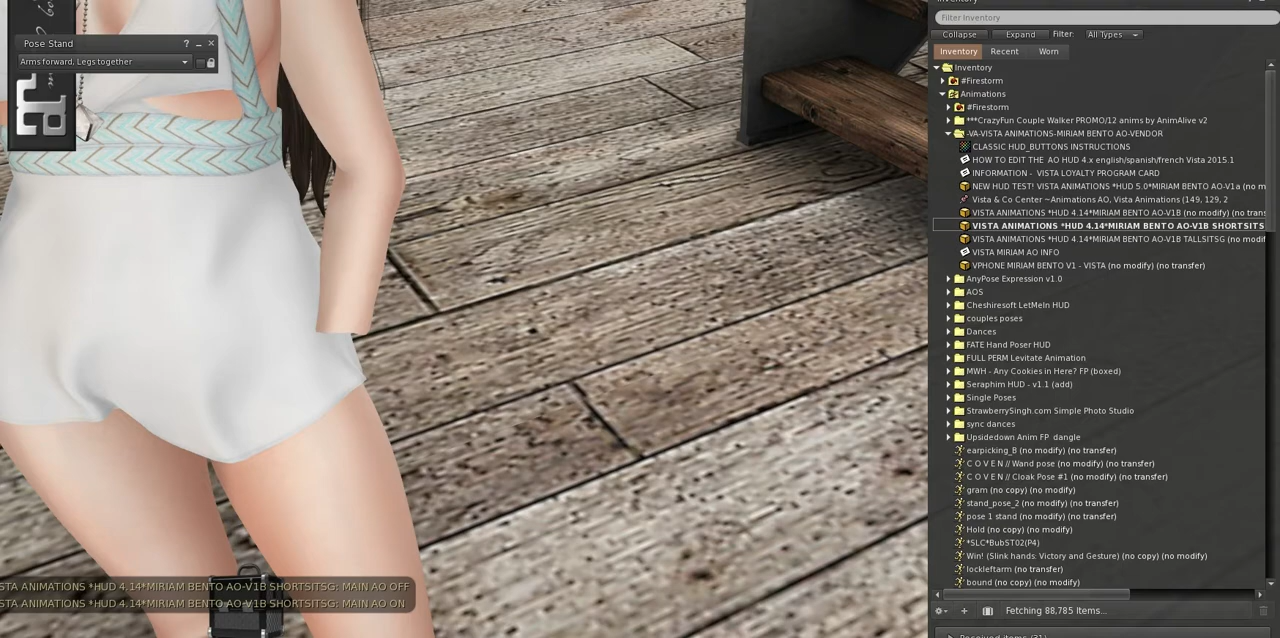 Pose Stand
Arms forward, Legs together
Inventory
Filter Inventory
Collapse Expand Filter: All Types
Inventory Recent Worn
Inventory
#Firestorm
Animations
#Firestorm
***CrazyFun Couple Walker PROMO/12 anims by AnimAlive v2
-VA-VISTA ANIMATIONS-MIRIAM BENTO AO-VENDOR
CLASSIC HUD_BUTTONS INSTRUCTIONS
HOW TO EDIT THE AO HUD 4.x english/spanish/french Vista 2015.1
INFORMATION - VISTA LOYALTY PROGRAM CARD
NEW HUD TEST! VISTA ANIMATIONS *HUD 5.0*MIRIAM BENTO AO-V1a (no m
Vista & Co Center ~Animations AO, Vista Animations (149, 129, 2
VISTA ANIMATIONS *HUD 4.14*MIRIAM BENTO AO-V1B (no modify) (no trans
VISTA ANIMATIONS *HUD 4.14*MIRIAM BENTO AO-V1B SHORTSITS
VISTA ANIMATIONS *HUD 4.14*MIRIAM BENTO AO-V1B TALLSITSG (no modif
VISTA MIRIAM AO INFO
VPHONE MIRIAM BENTO V1 - VISTA (no modify) (no transfer)
AnyPose Expression v1.0
AOS
Cheshiresoft LetMeIn HUD
couples poses
Dances
FATE Hand Poser HUD
FULL PERM Levitate Animation
MWH - Any Cookies in Here? FP (boxed)
Seraphim HUD - v1.1 (add)
Single Poses
StrawberrySingh.com Simple Photo Studio
sync dances
Upsidedown Anim FP dangle
earpicking_B (no modify) (no transfer)
C O V E N // Wand pose (no modify) (no transfer)
C O V E N // Cloak Pose #1 (no modify) (no transfer)
gram (no copy) (no modify)
stand_pose_2 (no modify) (no transfer)
pose 1 stand (no modify) (no transfer)
Hold (no copy) (no modify)
*SLC*BubST02(P4)
Win! (Slink hands: Victory and Gesture) (no copy) (no modify)
lockleftarm (no transfer)
bound (no copy) (no modify)
Fetching 88,785 Items...
Received items (31)
STA ANIMATIONS *HUD 4.14*MIRIAM BENTO AO-V1B SHORTSITSG: MAIN AO OFF
STA ANIMATIONS *HUD 4.14*MIRIAM BENTO AO-V1B SHORTSITSG: MAIN AO ON